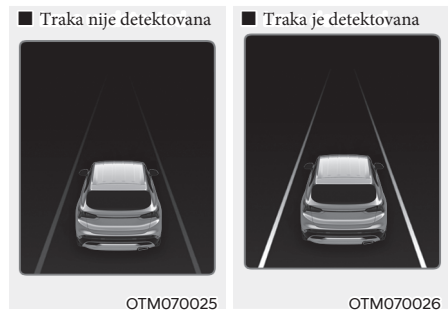 ■ Traka nije detektovana
■ Traka je detektovana
OTM070025
OTM070026